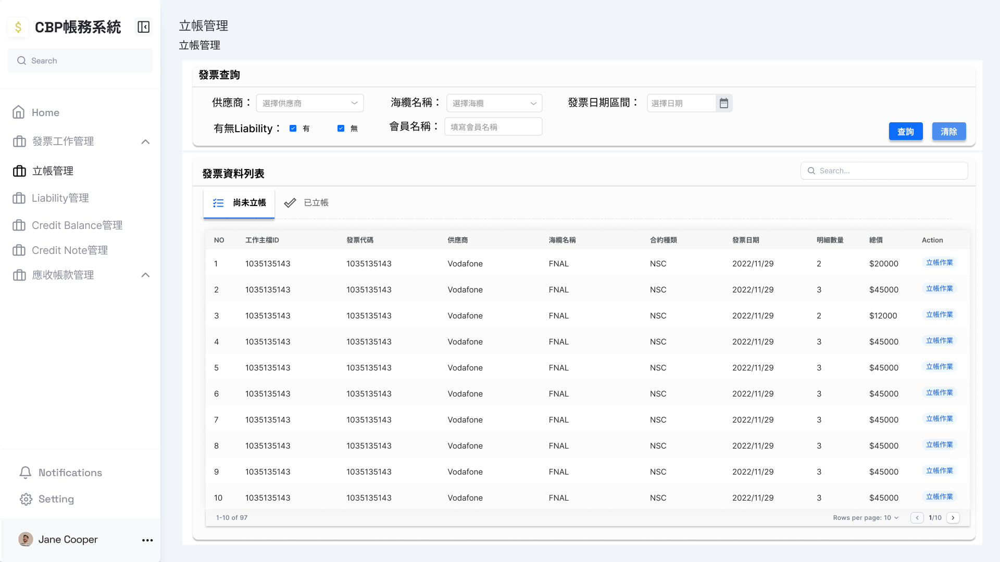 $ CBP帳務系統
Search
Home
發票工作管理
立帳管理
Liability管理
Credit Balance管理
Credit Note管理
應收帳款管理
Notifications
Setting
Jane Cooper
立帳管理
立帳管理
發票查詢
供應商： 選擇供應商 海纜名稱： 選擇海纜 發票日期區間： 選擇日期
有無Liability： 有 無 會員名稱： 填寫會員名稱
查詢 清除
發票資料列表 Search...
尚未立帳 已立帳
NO 工作主檔ID 發票代碼 供應商 海纜名稱 合約種類 發票日期 明細數量 總價 Action
1 1035135143 1035135143 Vodafone FNAL NSC 2022/11/29 2 $20000 立帳作業
2 1035135143 1035135143 Vodafone FNAL NSC 2022/11/29 3 $45000 立帳作業
3 1035135143 1035135143 Vodafone FNAL NSC 2022/11/29 2 $12000 立帳作業
4 1035135143 1035135143 Vodafone FNAL NSC 2022/11/29 3 $45000 立帳作業
5 1035135143 1035135143 Vodafone FNAL NSC 2022/11/29 3 $45000 立帳作業
6 1035135143 1035135143 Vodafone FNAL NSC 2022/11/29 3 $45000 立帳作業
7 1035135143 1035135143 Vodafone FNAL NSC 2022/11/29 3 $45000 立帳作業
8 1035135143 1035135143 Vodafone FNAL NSC 2022/11/29 3 $45000 立帳作業
9 1035135143 1035135143 Vodafone FNAL NSC 2022/11/29 3 $45000 立帳作業
10 1035135143 1035135143 Vodafone FNAL NSC 2022/11/29 3 $45000 立帳作業
1-10 of 97 Rows per page: 10 1/10